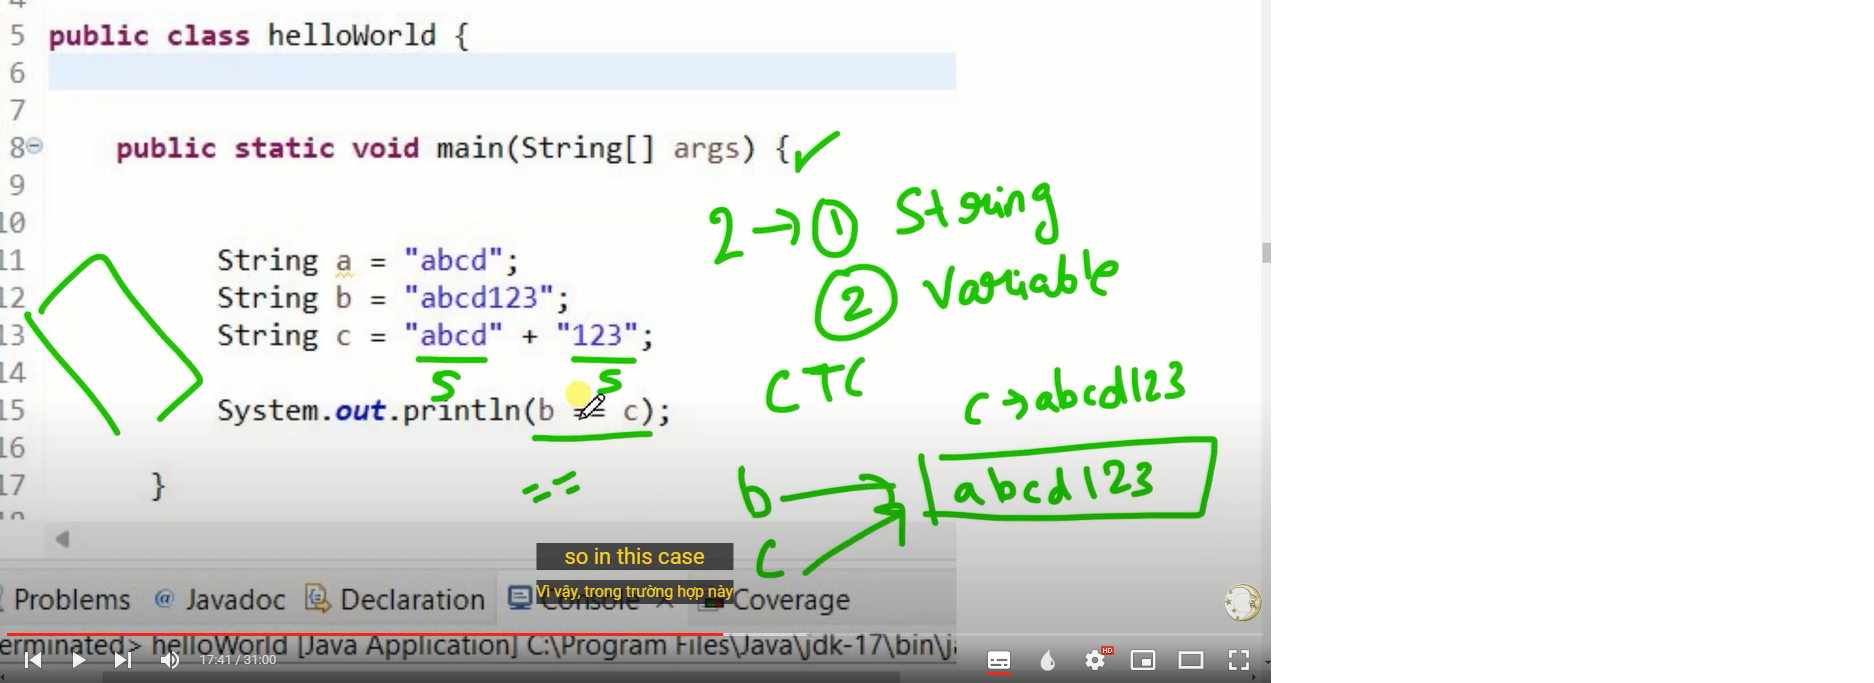 5 public class helloWorld {
6
7
8 public static void main(String[] args) {
9
10
11 String a = "abcd";
12 String b = "abcd123";
13 String c = "abcd" + "123";
S S
14
15 System.out.println(b == c);
16
17 }
2 → ① String
② Variable
CTC
c → abcd123
==
b
c
abcd123
so in this case
Vì vậy, trong trường hợp này
Problems @ Javadoc Declaration Console × Coverage
erminated> helloWorld [Java Application] C:\Program Files\Java\jdk-17\bin\j
17:41 / 31:00
HD